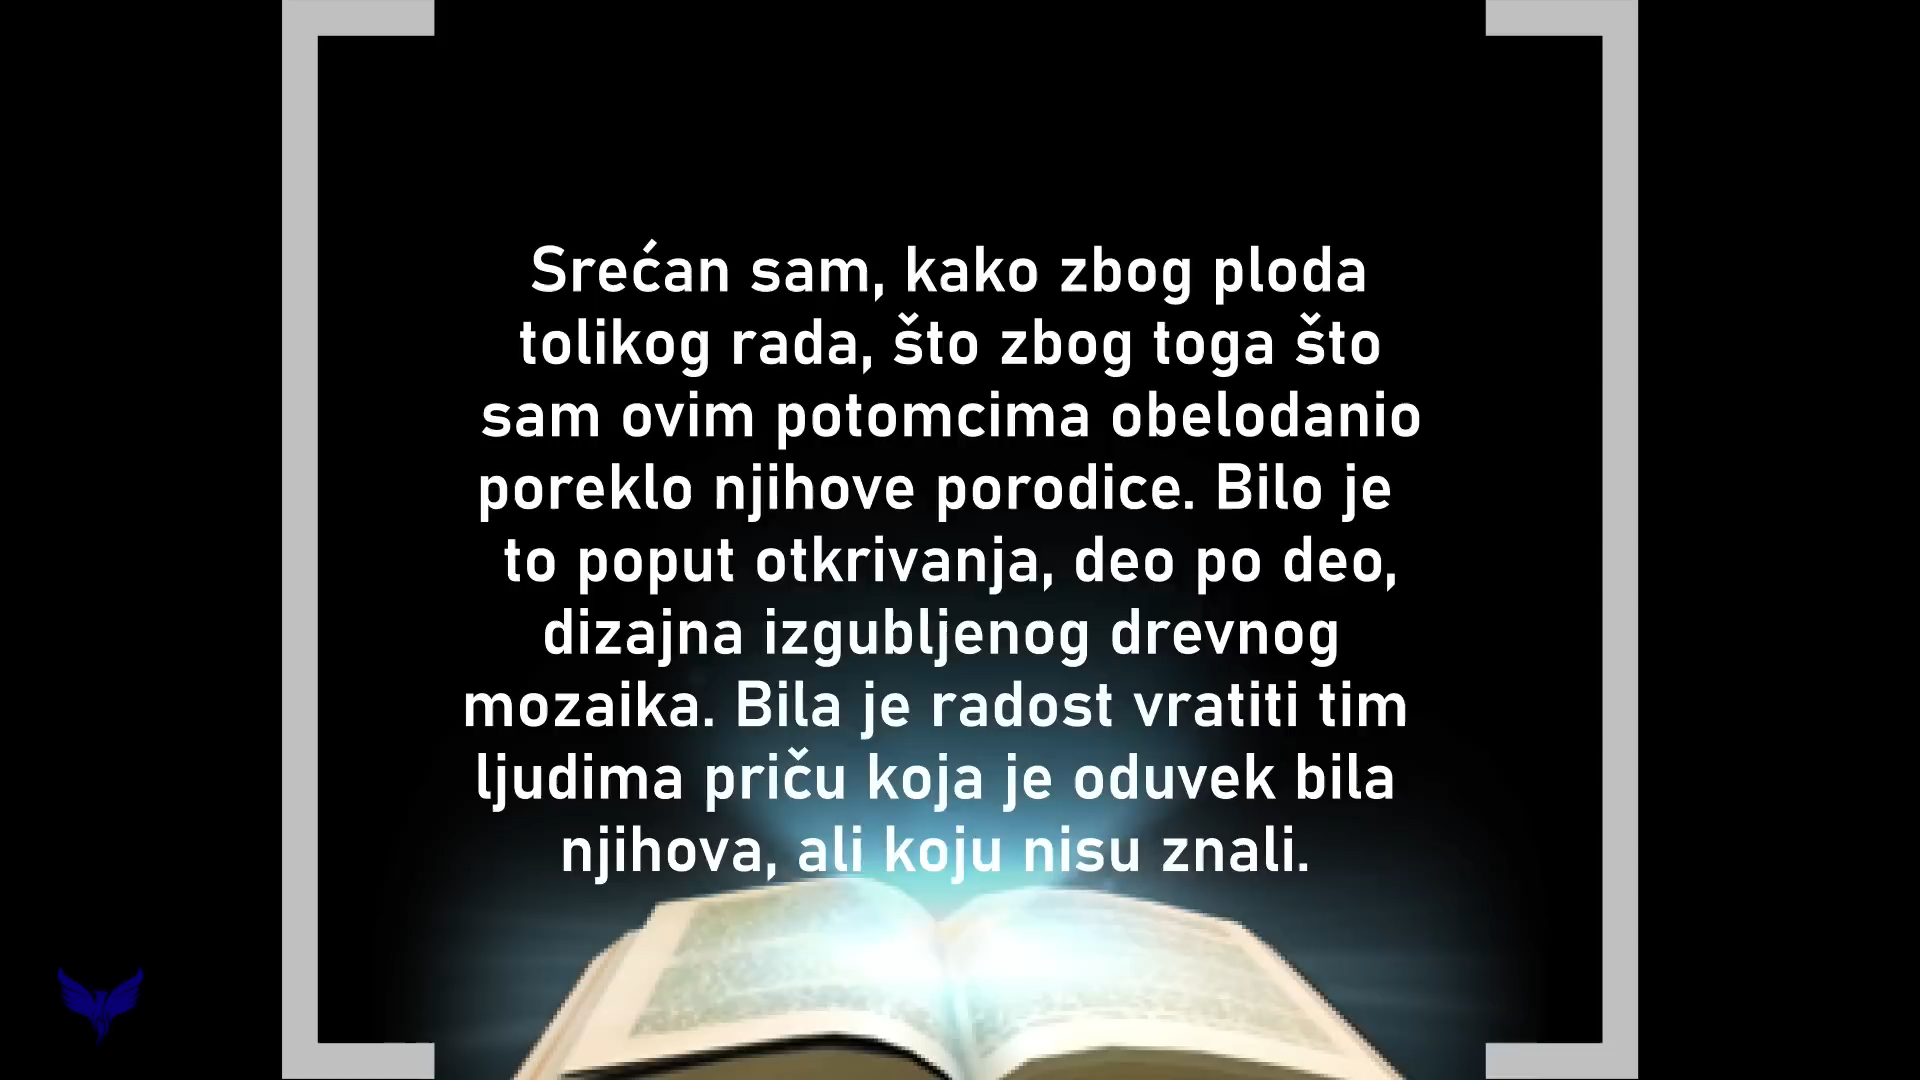 Srećan sam, kako zbog ploda
tolikog rada, što zbog toga što
sam ovim potomcima obelodanio
poreklo njihove porodice. Bilo je
to poput otkrivanja, deo po deo,
dizajna izgubljenog drevnog
mozaika. Bila je radost vratiti tim
ljudima priču koja je oduvek bila
njihova, ali koju nisu znali.